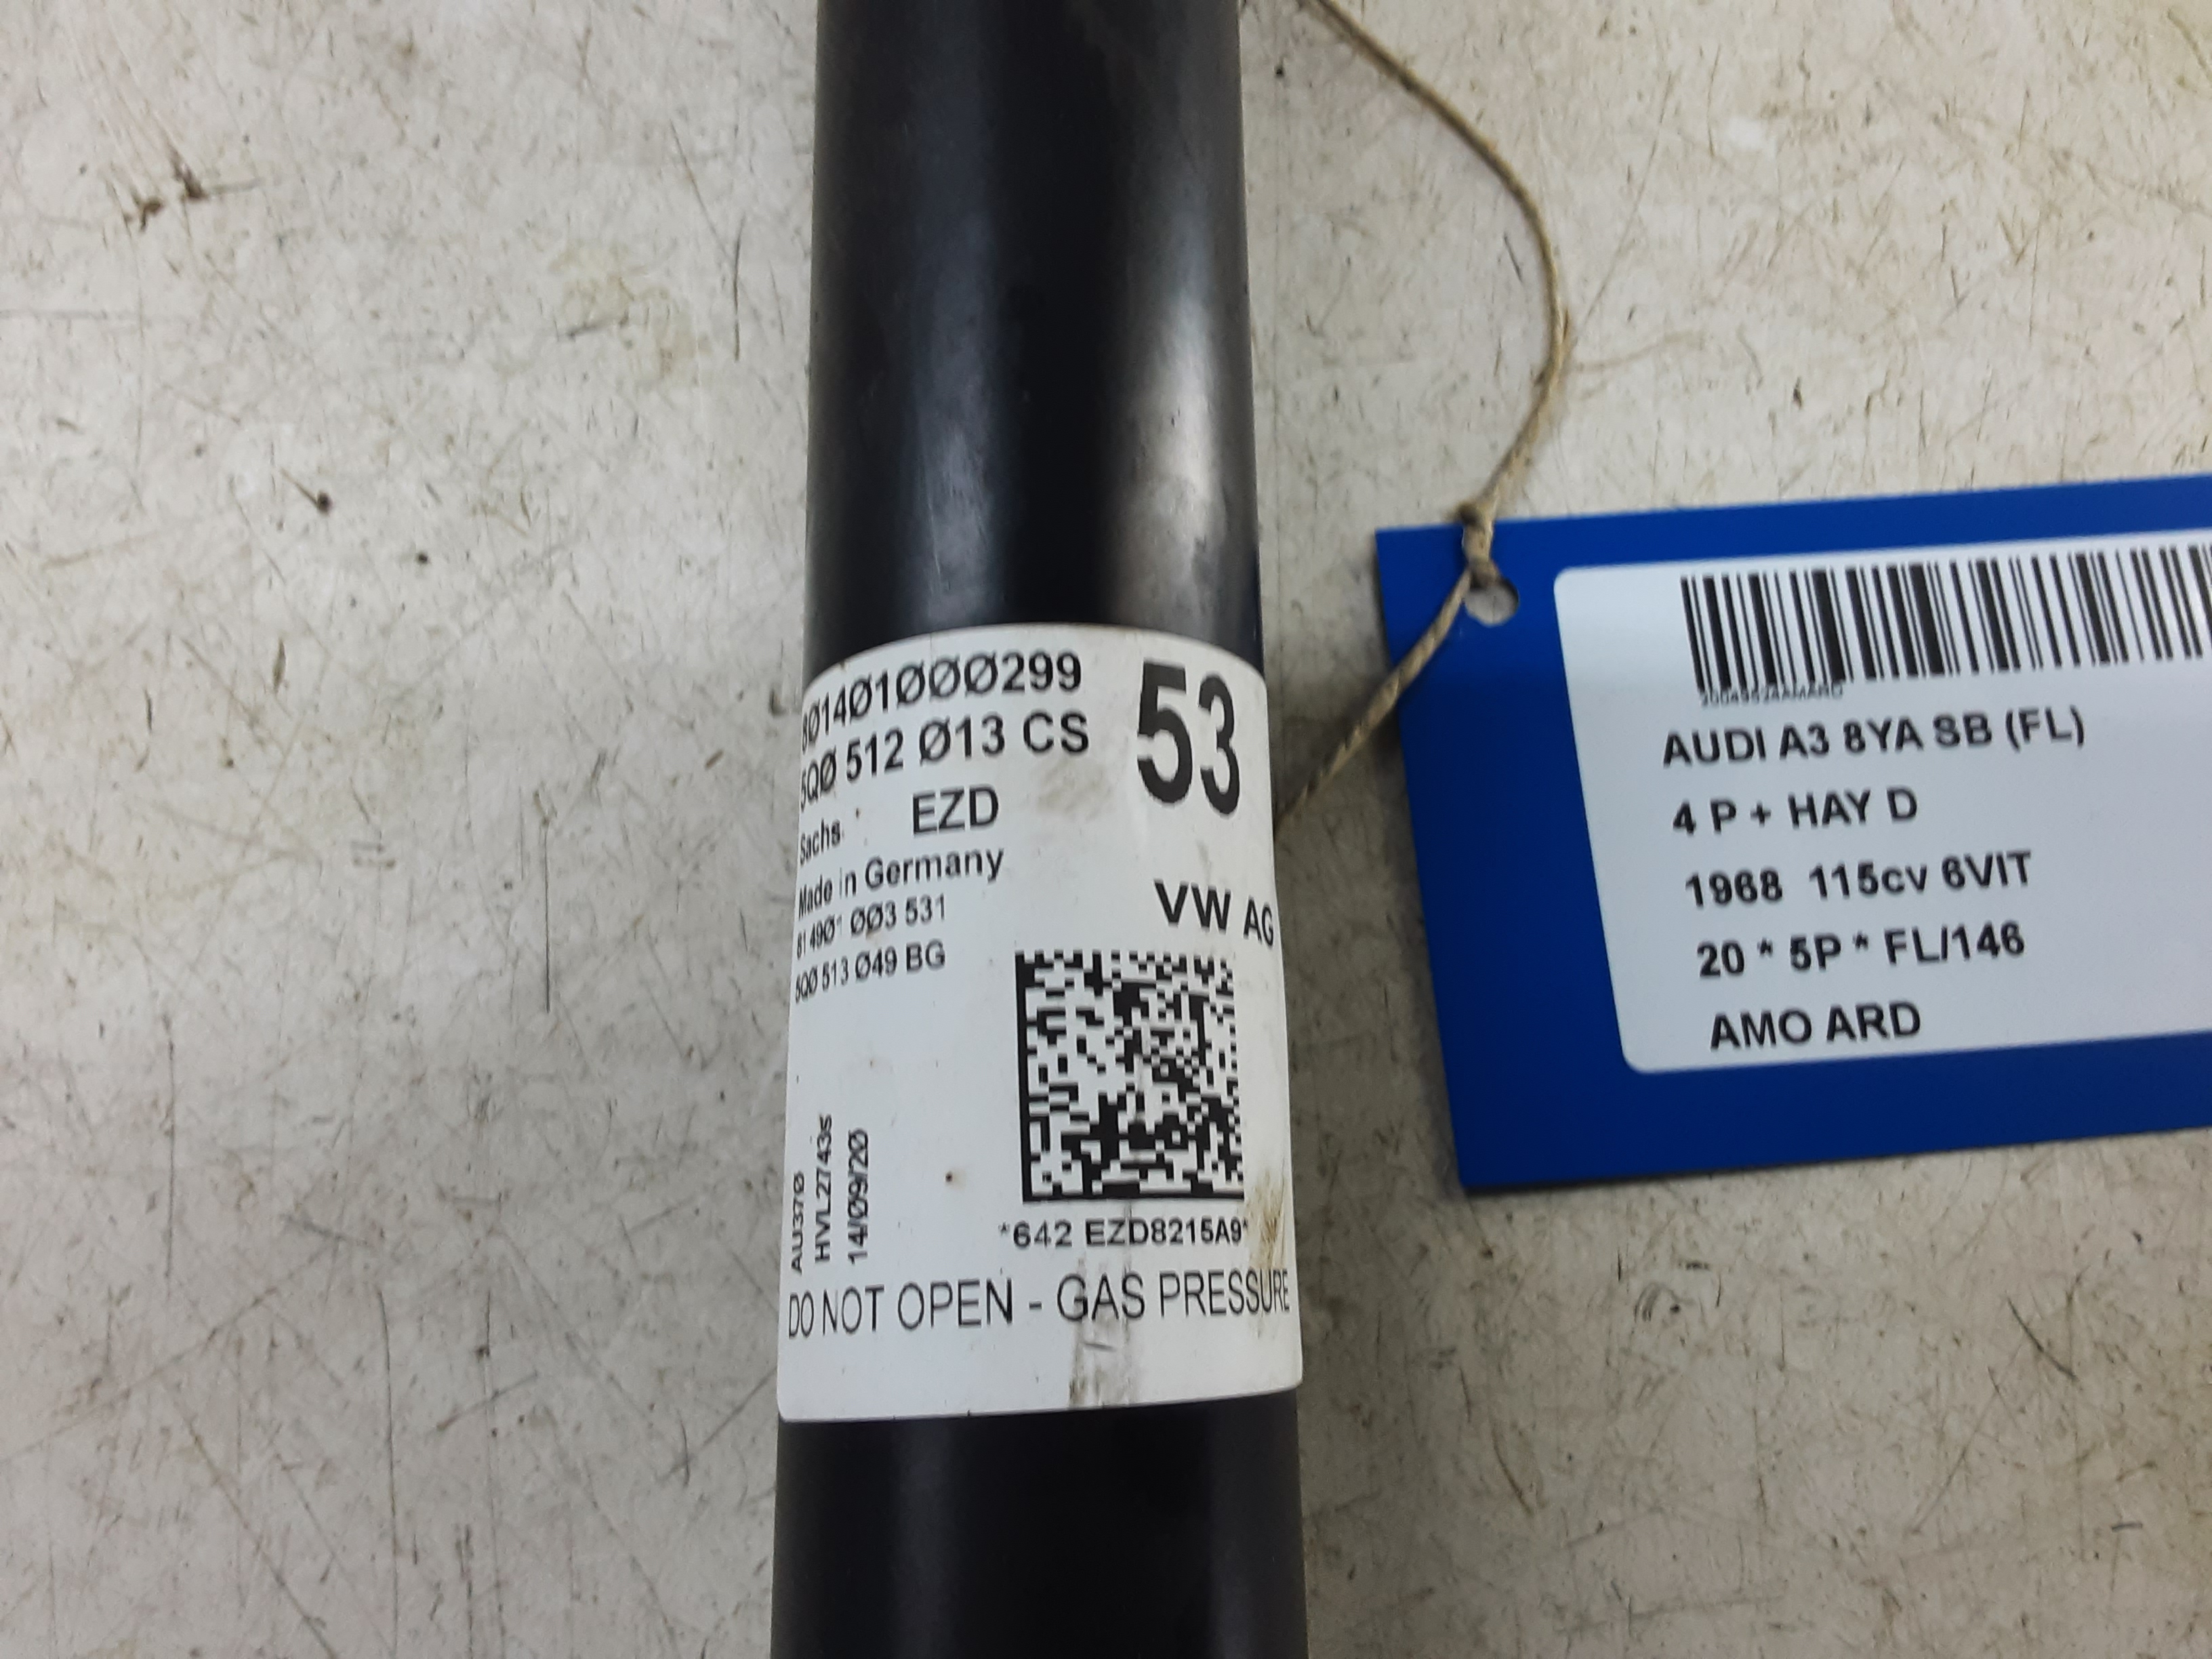 8Ø14Ø1ØØØ299
53
5QØ 512 Ø13 CS
Sachs EZD
Made in Germany
VW AG
ØØ3 531
5QØ 513 Ø49 BG
AU37Ø
14/Ø9/2Ø
*642 EZD8215A9*
DO NOT OPEN - GAS PRESSURE
AUDI A3 8YA SB (FL)
4 P + HAY D
1968 115cv 6VIT
20 * 5P * FL/146
AMO ARD